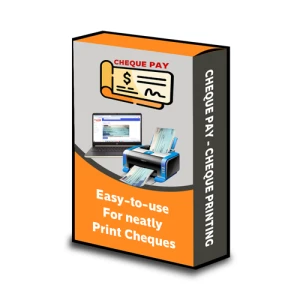 CHEQUE PAY
$
Easy-to-use
For neatly
Print Cheques
CHEQUE PAY - CHEQUE PRINTING